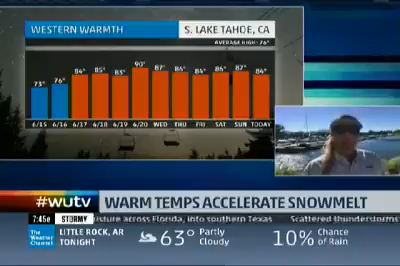 WESTERN WARMTH
S. LAKE TAHOE, CA
AVERAGE HIGH: 76°
73° 76° 84° 85° 83° 90° 87° 86° 84° 86° 87° 84°
6/15 6/16 6/17 6/18 6/19 6/20 WED THU FRI SAT SUN TODAY
#wutv WARM TEMPS ACCELERATE SNOWMELT
7:45e STORMY isture across Florida, into southern Texas Scattered thunderstorms
The Weather Channel
LITTLE ROCK, AR
TONIGHT
63° Partly Cloudy
10% Chance of Rain